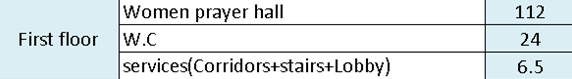 Women prayer hall 112
First floor W.C 24
services(Corridors+stairs+Lobby) 6.5